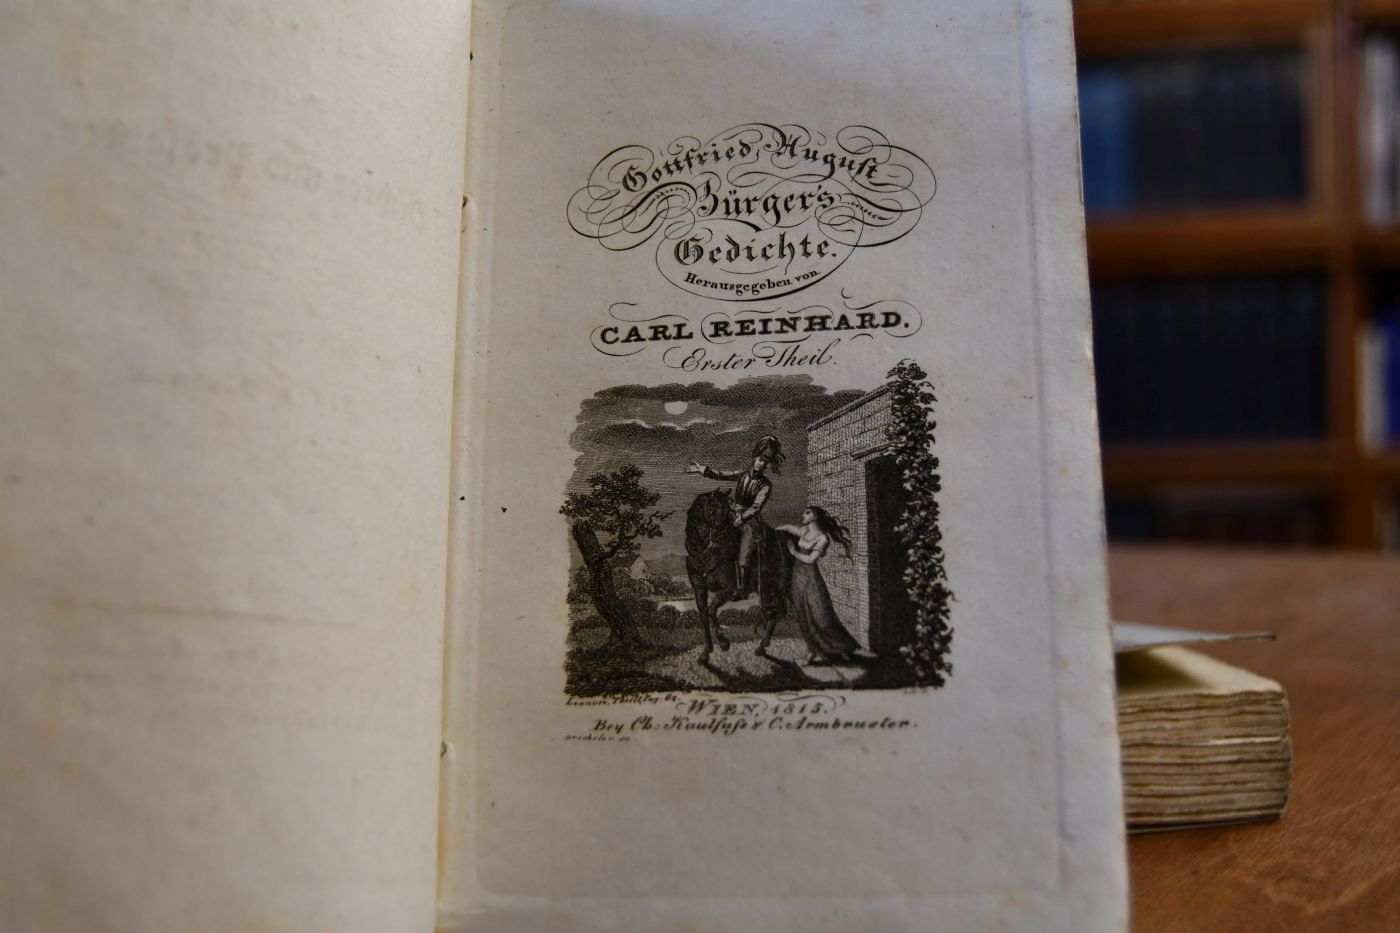 Gottfried August
Bürger's
Gedichte.
Herausgegeben von
CARL REINHARD.
Erster Theil.
WIEN, 1815.
Bey Ch: Kaulfuss & C. Armbruster.